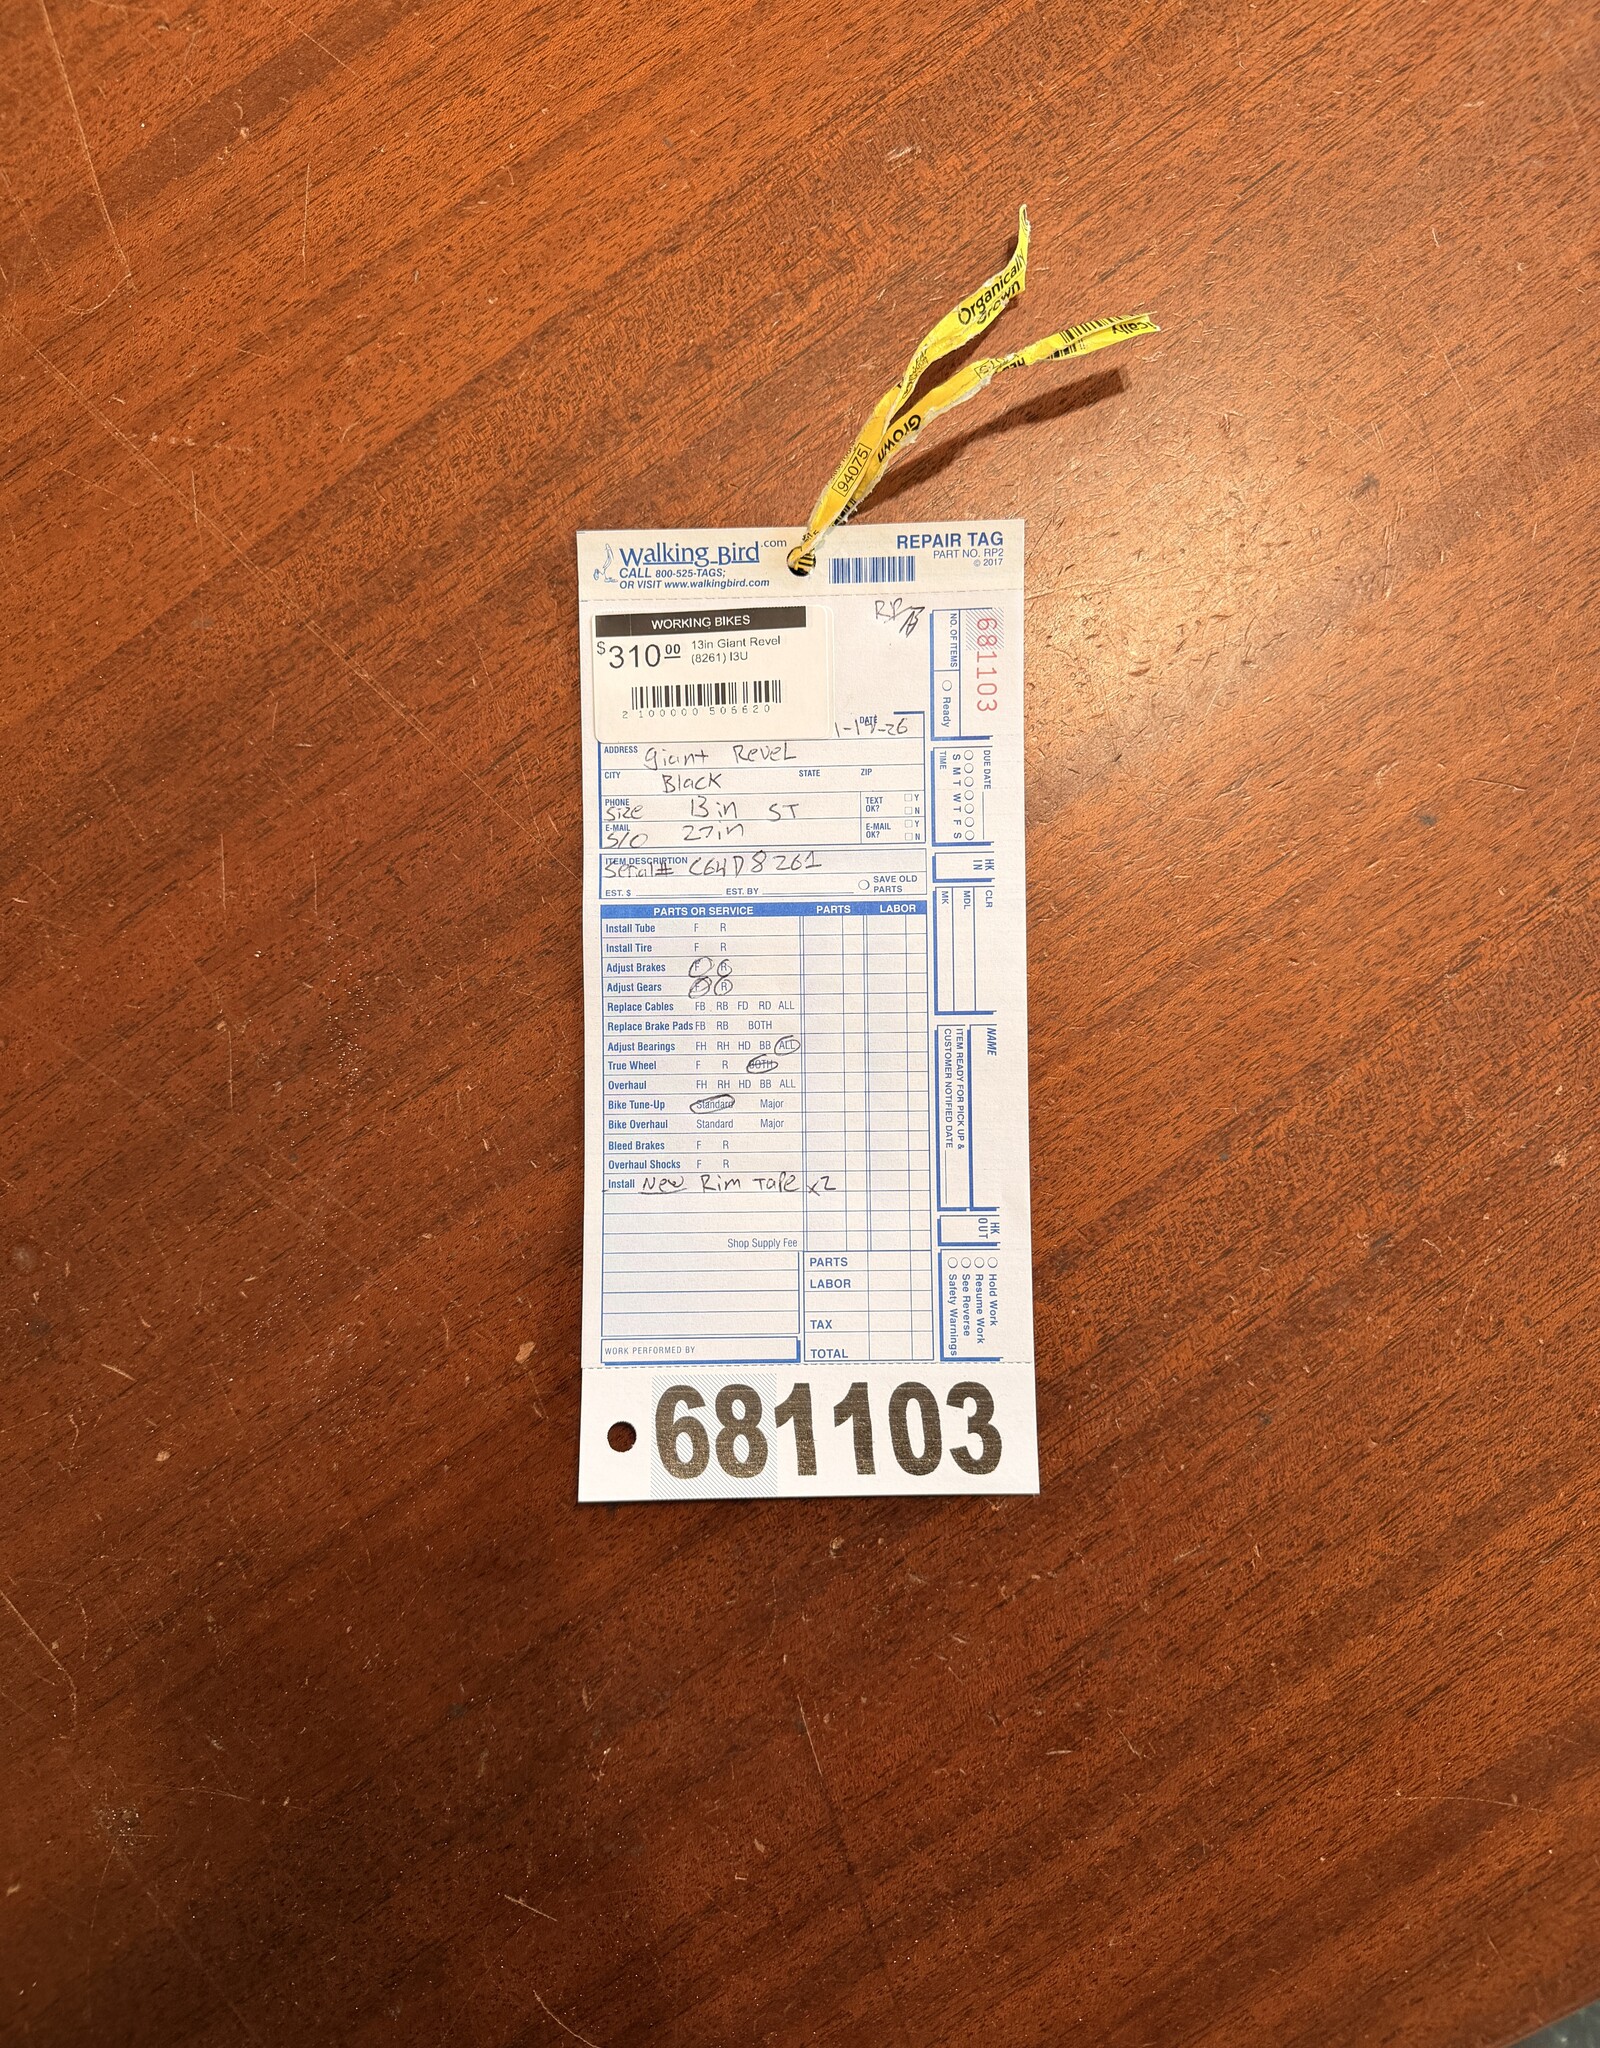 Organically
Grown
ically
Grown
94075
Walking_Bird.com
CALL 800-525-TAGS;
OR VISIT www.walkingbird.com
REPAIR TAG
PART NO. RP2
© 2017
WORKING BIKES
$310.00 13in Giant Revel
(8261) I3U
2 100000 506620
681103
NO. OF ITEMS
Ready
DATE
ADDRESS Giant Revel
CITY Black STATE ZIP
PHONE Size 13in ST TEXT OK? Y N
E-MAIL S/O 27in E-MAIL OK? Y N
ITEM DESCRIPTION
Serial# C64D8261
EST. $ EST. BY SAVE OLD PARTS
DUE DATE
S M T W T F S
TIME
HK IN
CLR
MDL
MK
NAME
ITEM READY FOR PICK UP &
CUSTOMER NOTIFIED DATE
HK OUT
Hold Work
Resume Work
See Reverse
Safety Warnings
PARTS OR SERVICE PARTS LABOR
Install Tube F R
Install Tire F R
Adjust Brakes F R
Adjust Gears F R
Replace Cables FB RB FD RD ALL
Replace Brake Pads FB RB BOTH
Adjust Bearings FH RH HD BB ALL
True Wheel F R BOTH
Overhaul FH RH HD BB ALL
Bike Tune-Up Standard Major
Bike Overhaul Standard Major
Bleed Brakes F R
Overhaul Shocks F R
Install New Rim Tape x2
Shop Supply Fee
PARTS
LABOR
TAX
WORK PERFORMED BY
TOTAL
681103